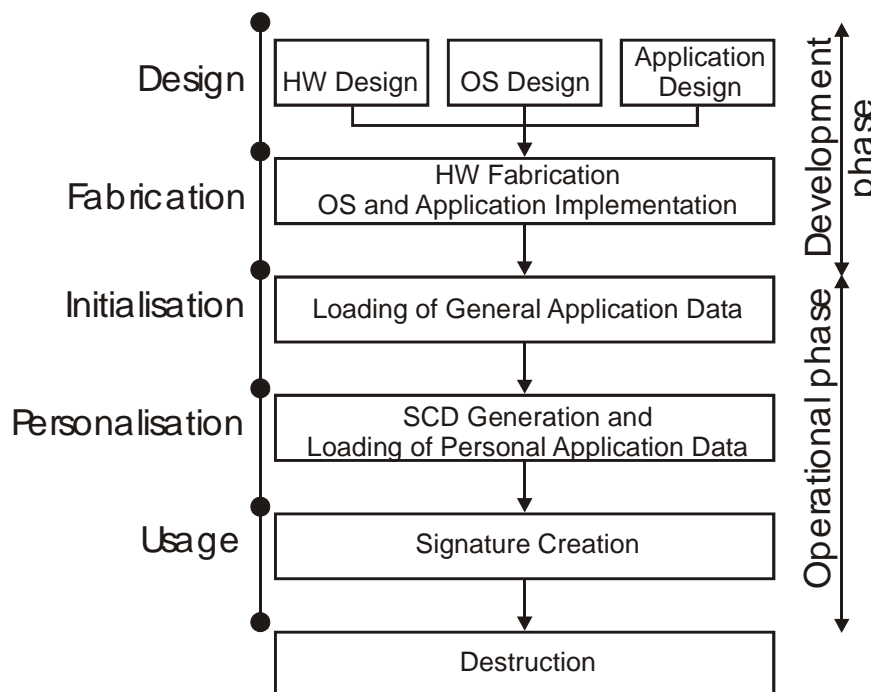 Design
HW Design
OS Design
Application
Design
Fabrication
HW Fabrication
OS and Application Implementation
Development
phase
Initialisation
Loading of General Application Data
Personalisation
SCD Generation and
Loading of Personal Application Data
Usage
Signature Creation
Operational phase
Destruction